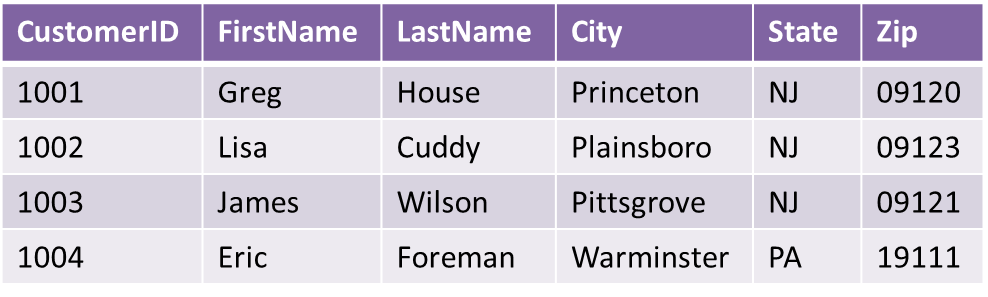 CustomerID FirstName LastName City State Zip
1001 Greg House Princeton NJ 09120
1002 Lisa Cuddy Plainsboro NJ 09123
1003 James Wilson Pittsgrove NJ 09121
1004 Eric Foreman Warminster PA 19111